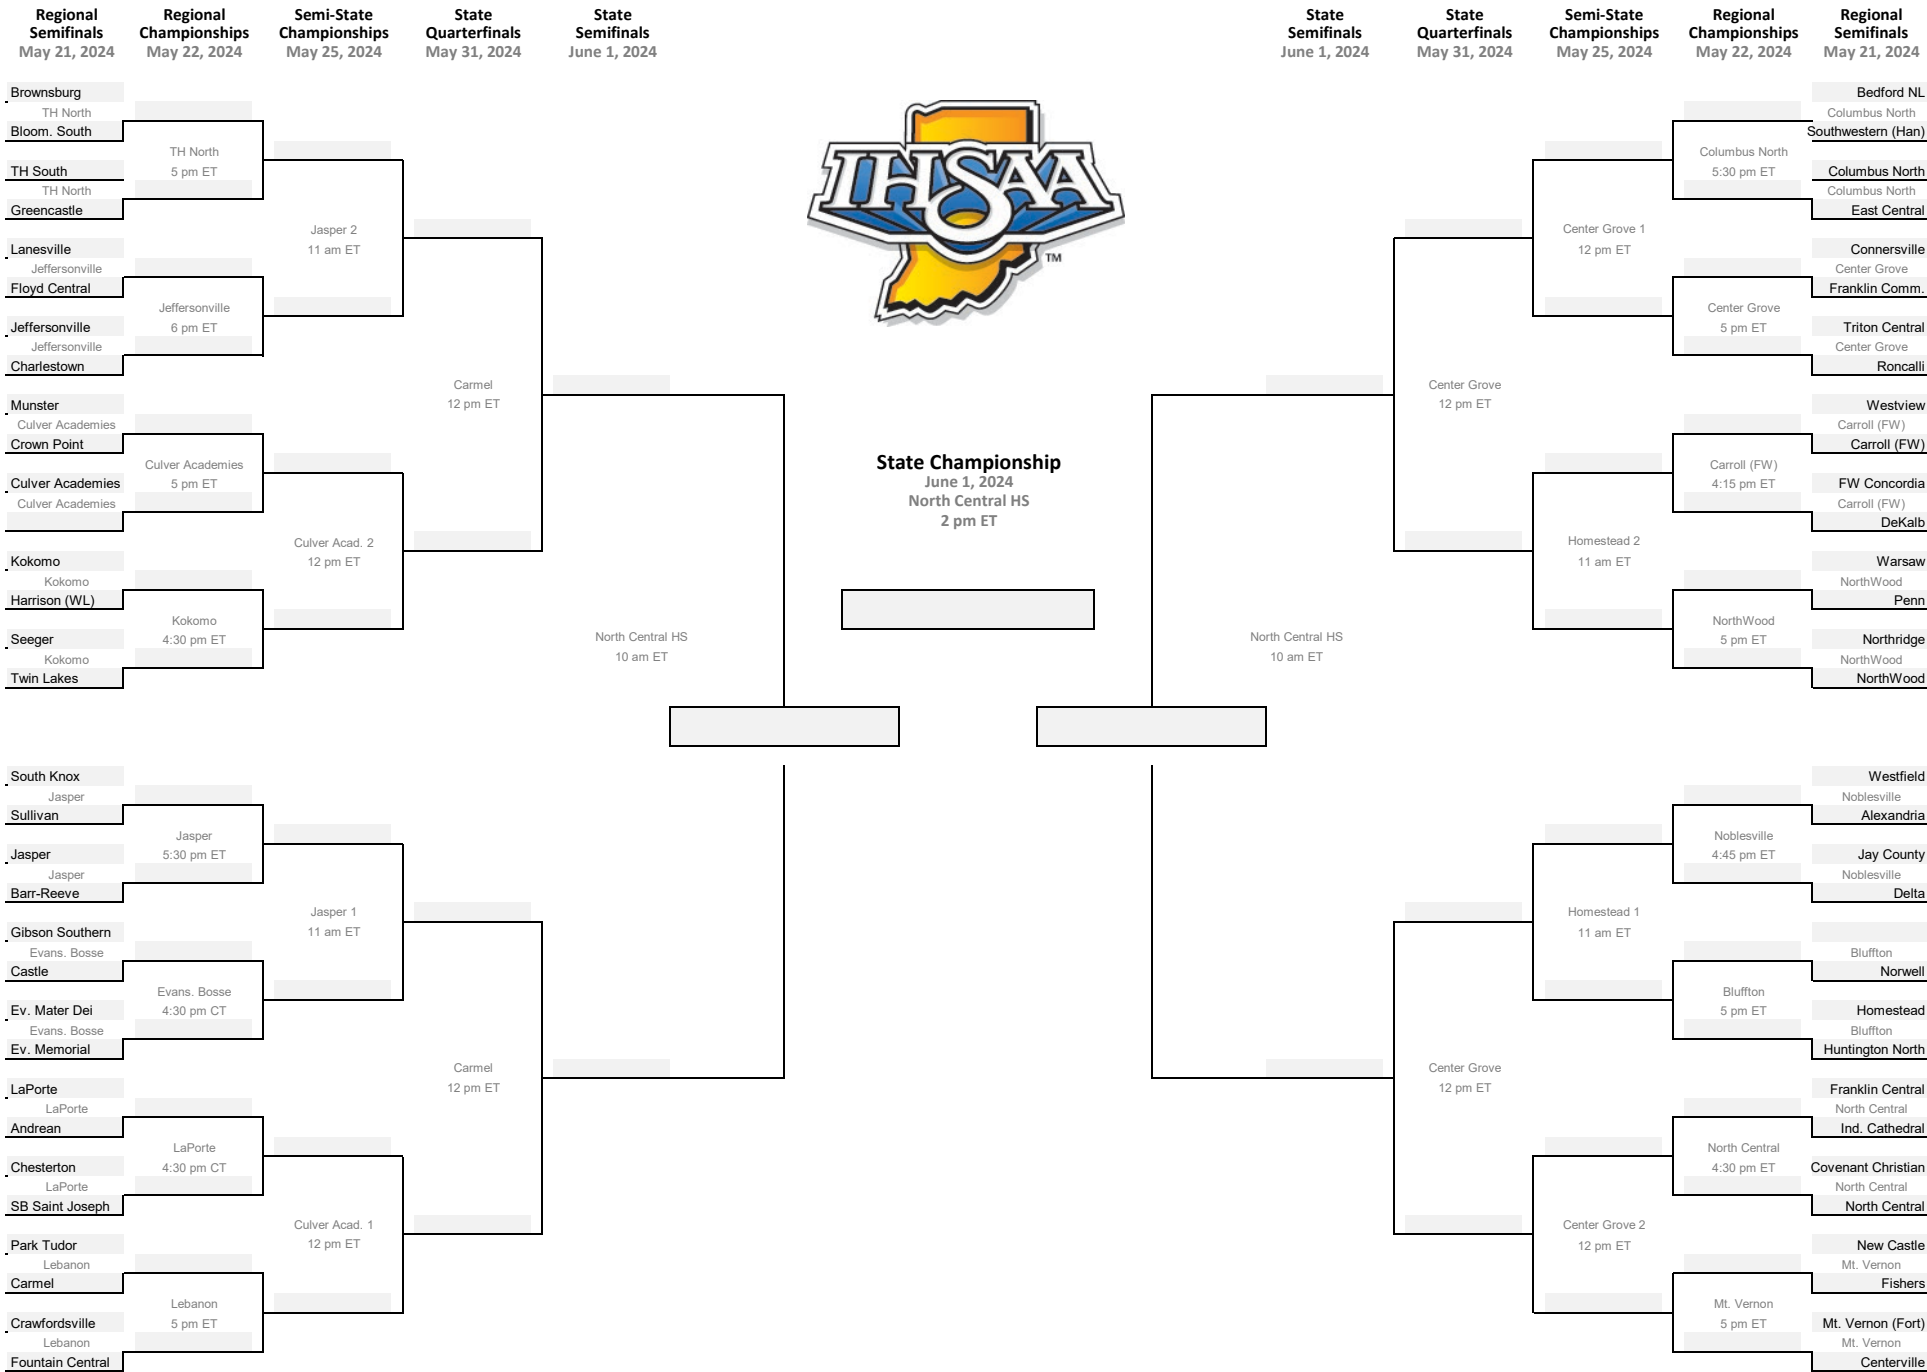 Regional
Semifinals
May 21, 2024
Regional
Championships
May 22, 2024
Semi-State
Championships
May 25, 2024
State
Quarterfinals
May 31, 2024
State
Semifinals
June 1, 2024
Brownsburg
TH North
Bloom. South
TH South
TH North
Greencastle
Lanesville
Jeffersonville
Floyd Central
Jeffersonville
Jeffersonville
Charlestown
Munster
Culver Academies
Crown Point
Culver Academies
Culver Academies
Kokomo
Kokomo
Harrison (WL)
Seeger
Kokomo
Twin Lakes
South Knox
Jasper
Sullivan
Jasper
Jasper
Barr-Reeve
Gibson Southern
Evans. Bosse
Castle
Ev. Mater Dei
Evans. Bosse
Ev. Memorial
LaPorte
LaPorte
Andrean
Chesterton
LaPorte
SB Saint Joseph
Park Tudor
Lebanon
Carmel
Crawfordsville
Lebanon
Fountain Central
TH North
5 pm ET
Jeffersonville
6 pm ET
Culver Academies
5 pm ET
Kokomo
4:30 pm ET
Jasper
5:30 pm ET
Evans. Bosse
4:30 pm CT
LaPorte
4:30 pm CT
Lebanon
5 pm ET
Jasper 2
11 am ET
Culver Acad. 2
12 pm ET
Jasper 1
11 am ET
Culver Acad. 1
12 pm ET
Carmel
12 pm ET
Carmel
12 pm ET
North Central HS
10 am ET
IHSAA
TM
State Championship
June 1, 2024
North Central HS
2 pm ET
State
Semifinals
June 1, 2024
State
Quarterfinals
May 31, 2024
Semi-State
Championships
May 25, 2024
Regional
Championships
May 22, 2024
Regional
Semifinals
May 21, 2024
North Central HS
10 am ET
Center Grove
12 pm ET
Center Grove
12 pm ET
Center Grove 1
12 pm ET
Homestead 2
11 am ET
Homestead 1
11 am ET
Center Grove 2
12 pm ET
Columbus North
5:30 pm ET
Center Grove
5 pm ET
Carroll (FW)
4:15 pm ET
NorthWood
5 pm ET
Noblesville
4:45 pm ET
Bluffton
5 pm ET
North Central
4:30 pm ET
Mt. Vernon
5 pm ET
Bedford NL
Columbus North
Southwestern (Han)
Columbus North
Columbus North
East Central
Connersville
Center Grove
Franklin Comm.
Triton Central
Center Grove
Roncalli
Westview
Carroll (FW)
Carroll (FW)
FW Concordia
Carroll (FW)
DeKalb
Warsaw
NorthWood
Penn
Northridge
NorthWood
NorthWood
Westfield
Noblesville
Alexandria
Jay County
Noblesville
Delta
Bluffton
Norwell
Homestead
Bluffton
Huntington North
Franklin Central
North Central
Ind. Cathedral
Covenant Christian
North Central
North Central
New Castle
Mt. Vernon
Fishers
Mt. Vernon (Fort)
Mt. Vernon
Centerville